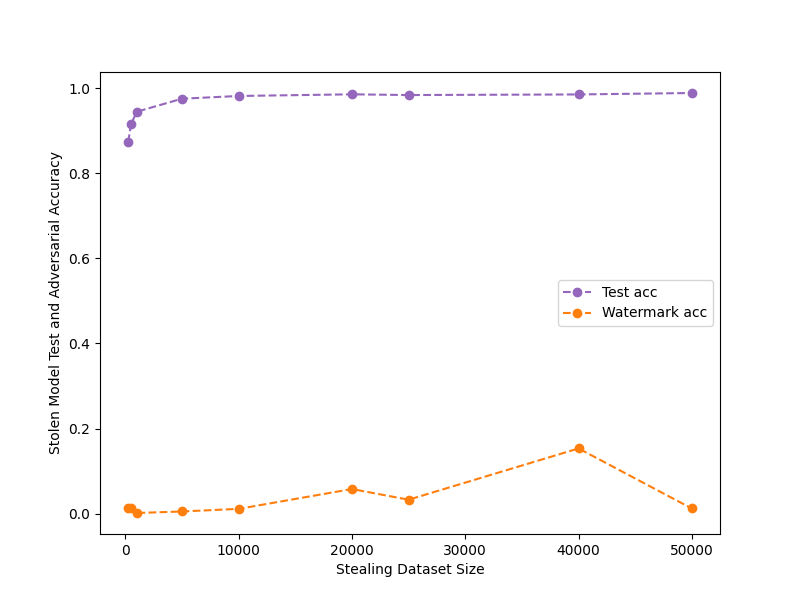 1.0
0.8
0.6
0.4
0.2
0.0
Stolen Model Test and Adversarial Accuracy
Test acc
Watermark acc
0 10000 20000 30000 40000 50000
Stealing Dataset Size